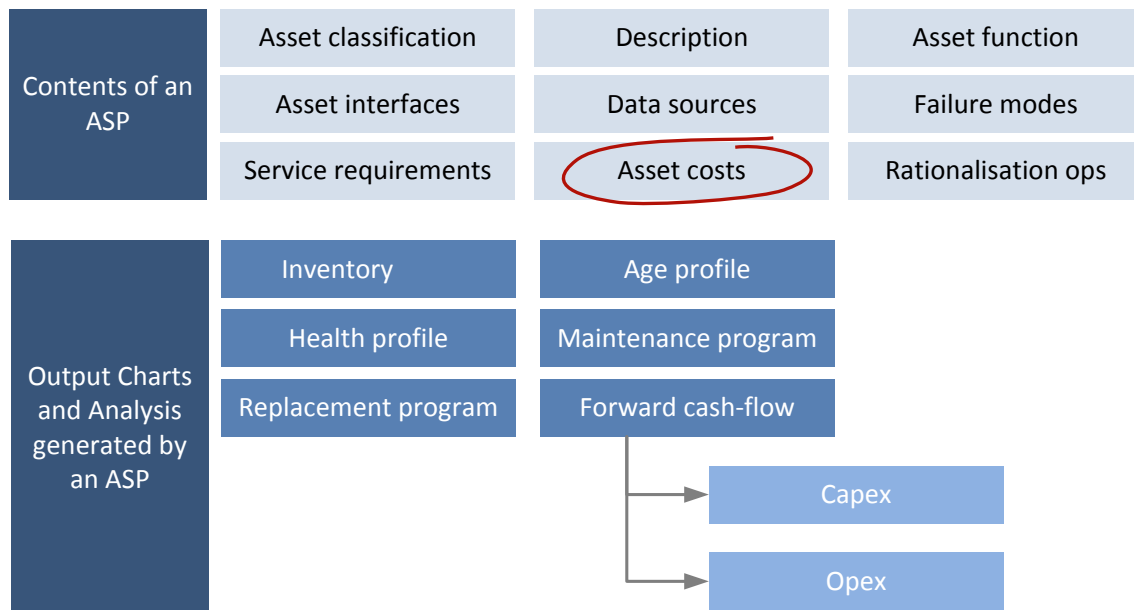 Contents of an
ASP
Asset classification
Description
Asset function
Asset interfaces
Data sources
Failure modes
Service requirements
Asset costs
Rationalisation ops
Output Charts
and Analysis
generated by
an ASP
Inventory
Age profile
Health profile
Maintenance program
Replacement program
Forward cash-flow
Capex
Opex